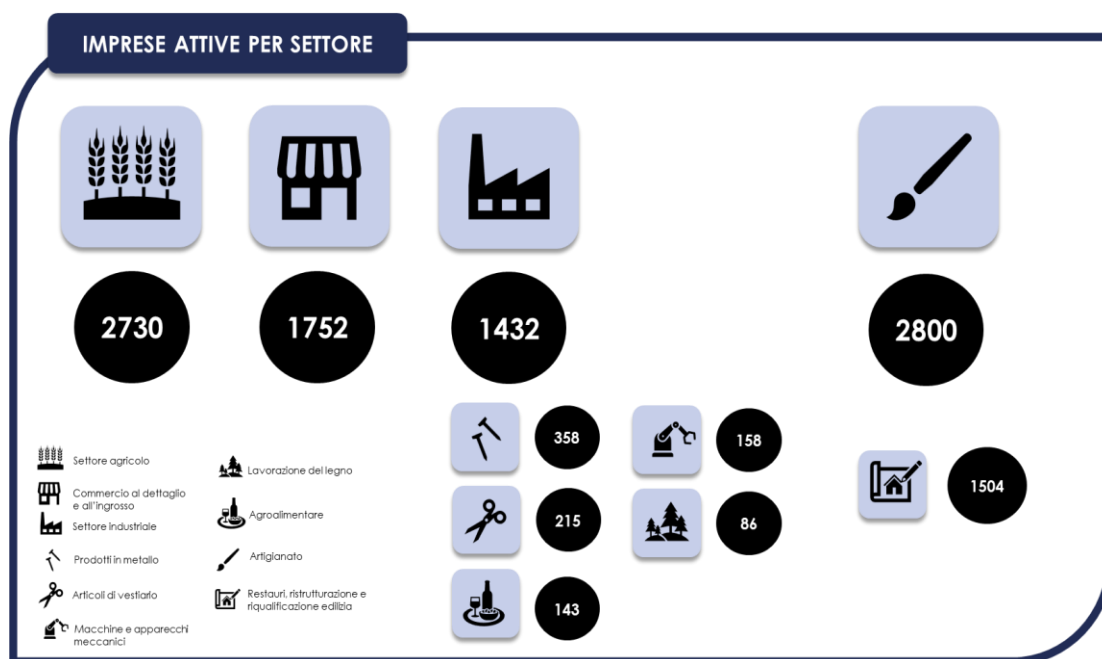 IMPRESE ATTIVE PER SETTORE
2730
1752
1432
2800
358
158
215
86
143
1504
Settore agricolo
Commercio al dettaglio
e all'ingrosso
Settore industriale
Prodotti in metallo
Articoli di vestiario
Macchine e apparecchi
meccanici
Lavorazione del legno
Agroalimentare
Artigianato
Restauri, ristrutturazione e
riqualificazione edilizia